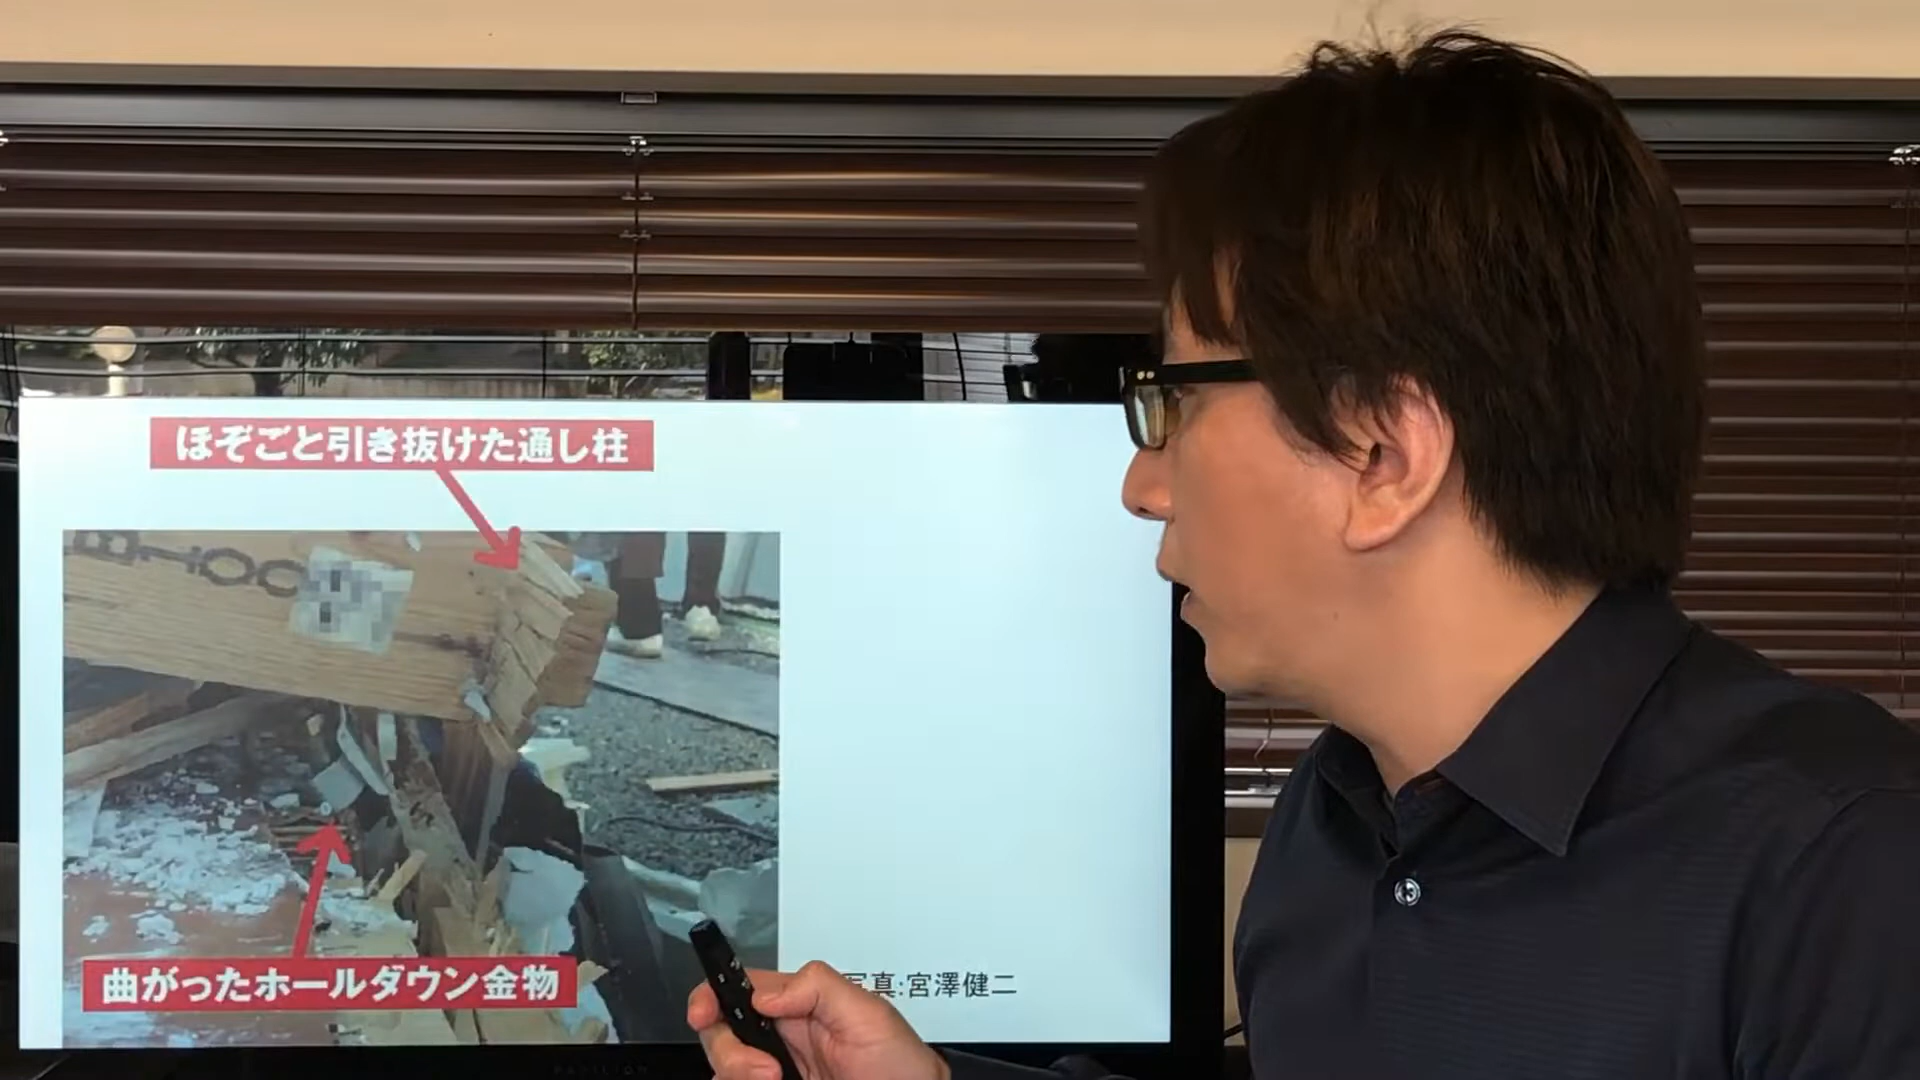 ほぞごと引き抜けた通し柱
曲がったホールダウン金物
写真:宮澤健二